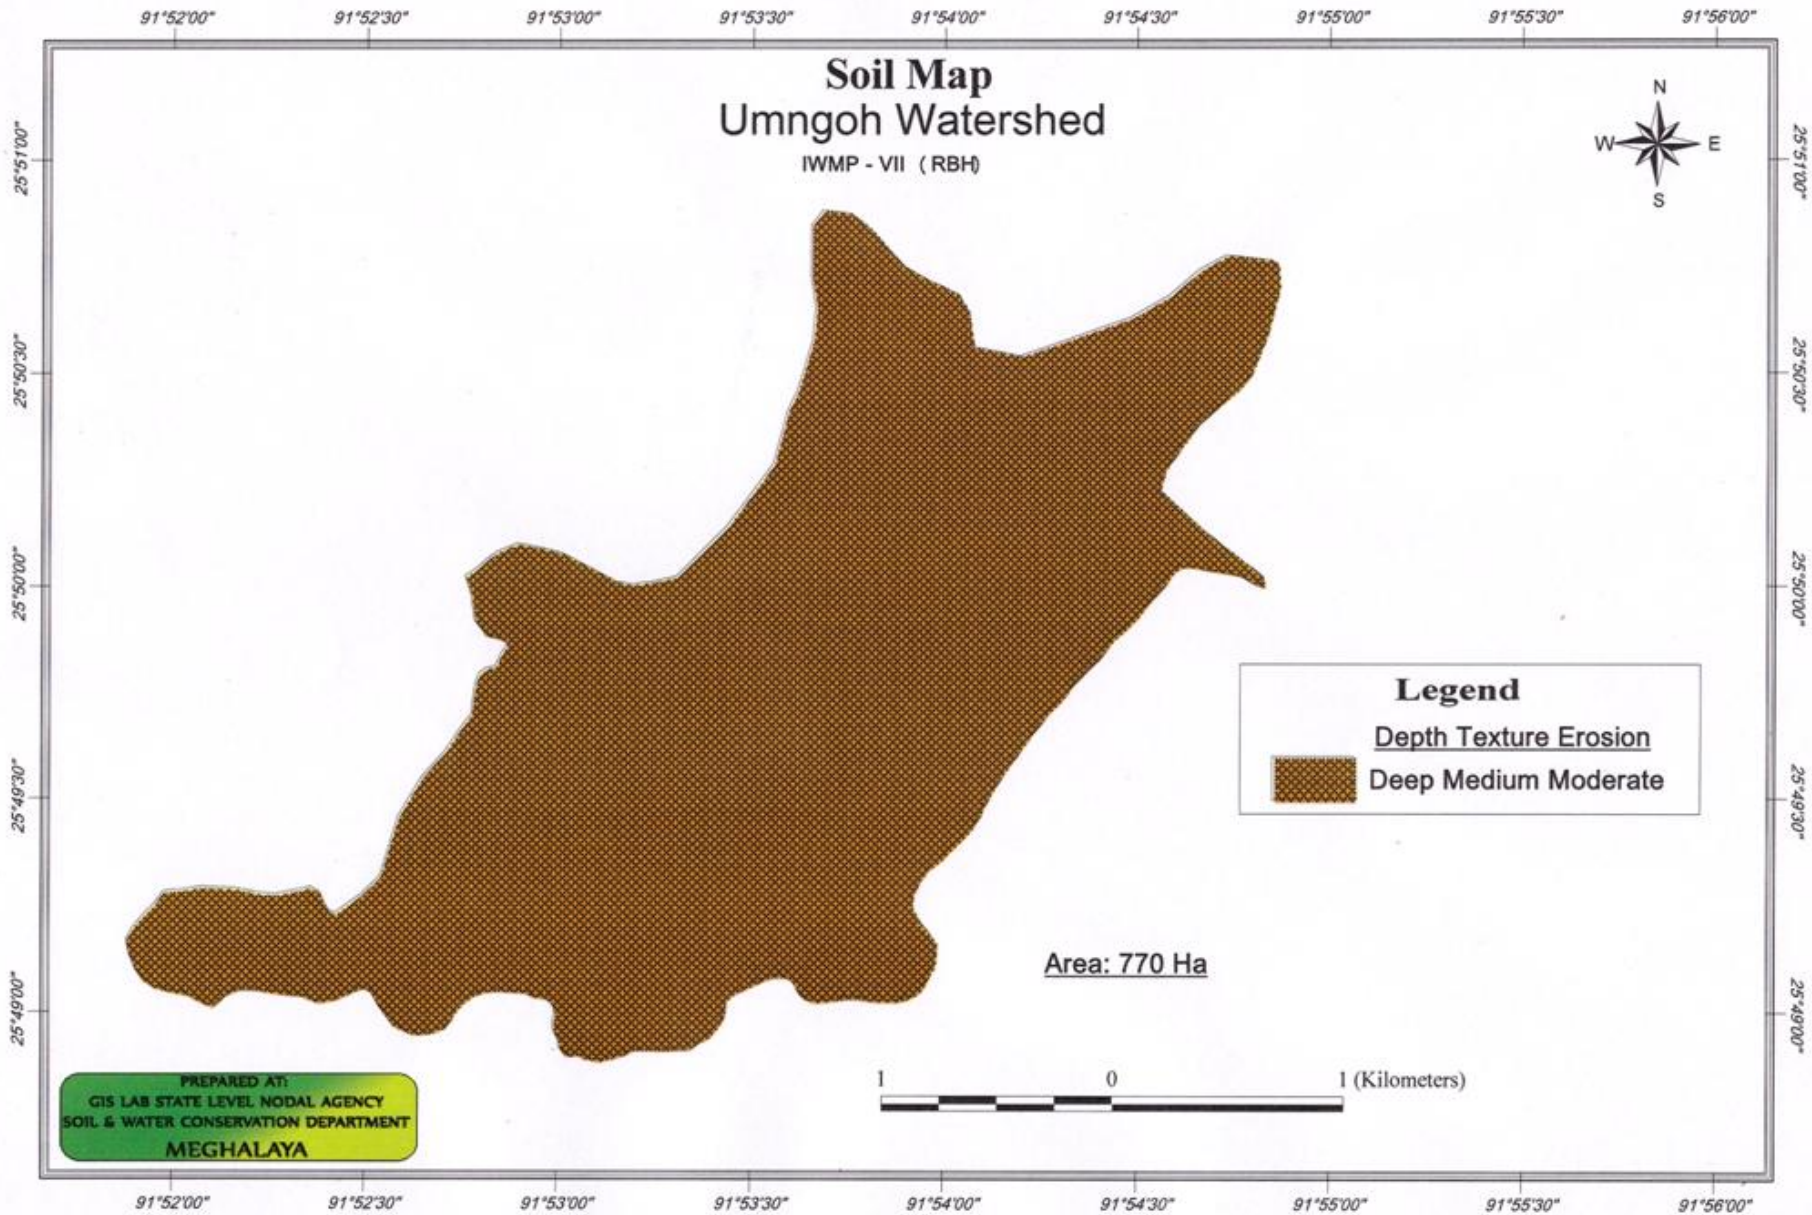 91°52'00" 91°52'30" 91°53'00" 91°53'30" 91°54'00" 91°54'30" 91°55'00" 91°55'30" 91°56'00"
Soil Map
Umngoh Watershed
IWMP - VII ( RBH)
N
W E
S
25°51'00" 25°51'00"
25°50'30" 25°50'30"
25°50'00" 25°50'00"
Legend
Depth Texture Erosion
Deep Medium Moderate
25°49'30" 25°49'30"
Area: 770 Ha
25°49'00" 25°49'00"
1 0 1 (Kilometers)
PREPARED AT:
GIS LAB STATE LEVEL NODAL AGENCY
SOIL & WATER CONSERVATION DEPARTMENT
MEGHALAYA
91°52'00" 91°52'30" 91°53'00" 91°53'30" 91°54'00" 91°54'30" 91°55'00" 91°55'30" 91°56'00"